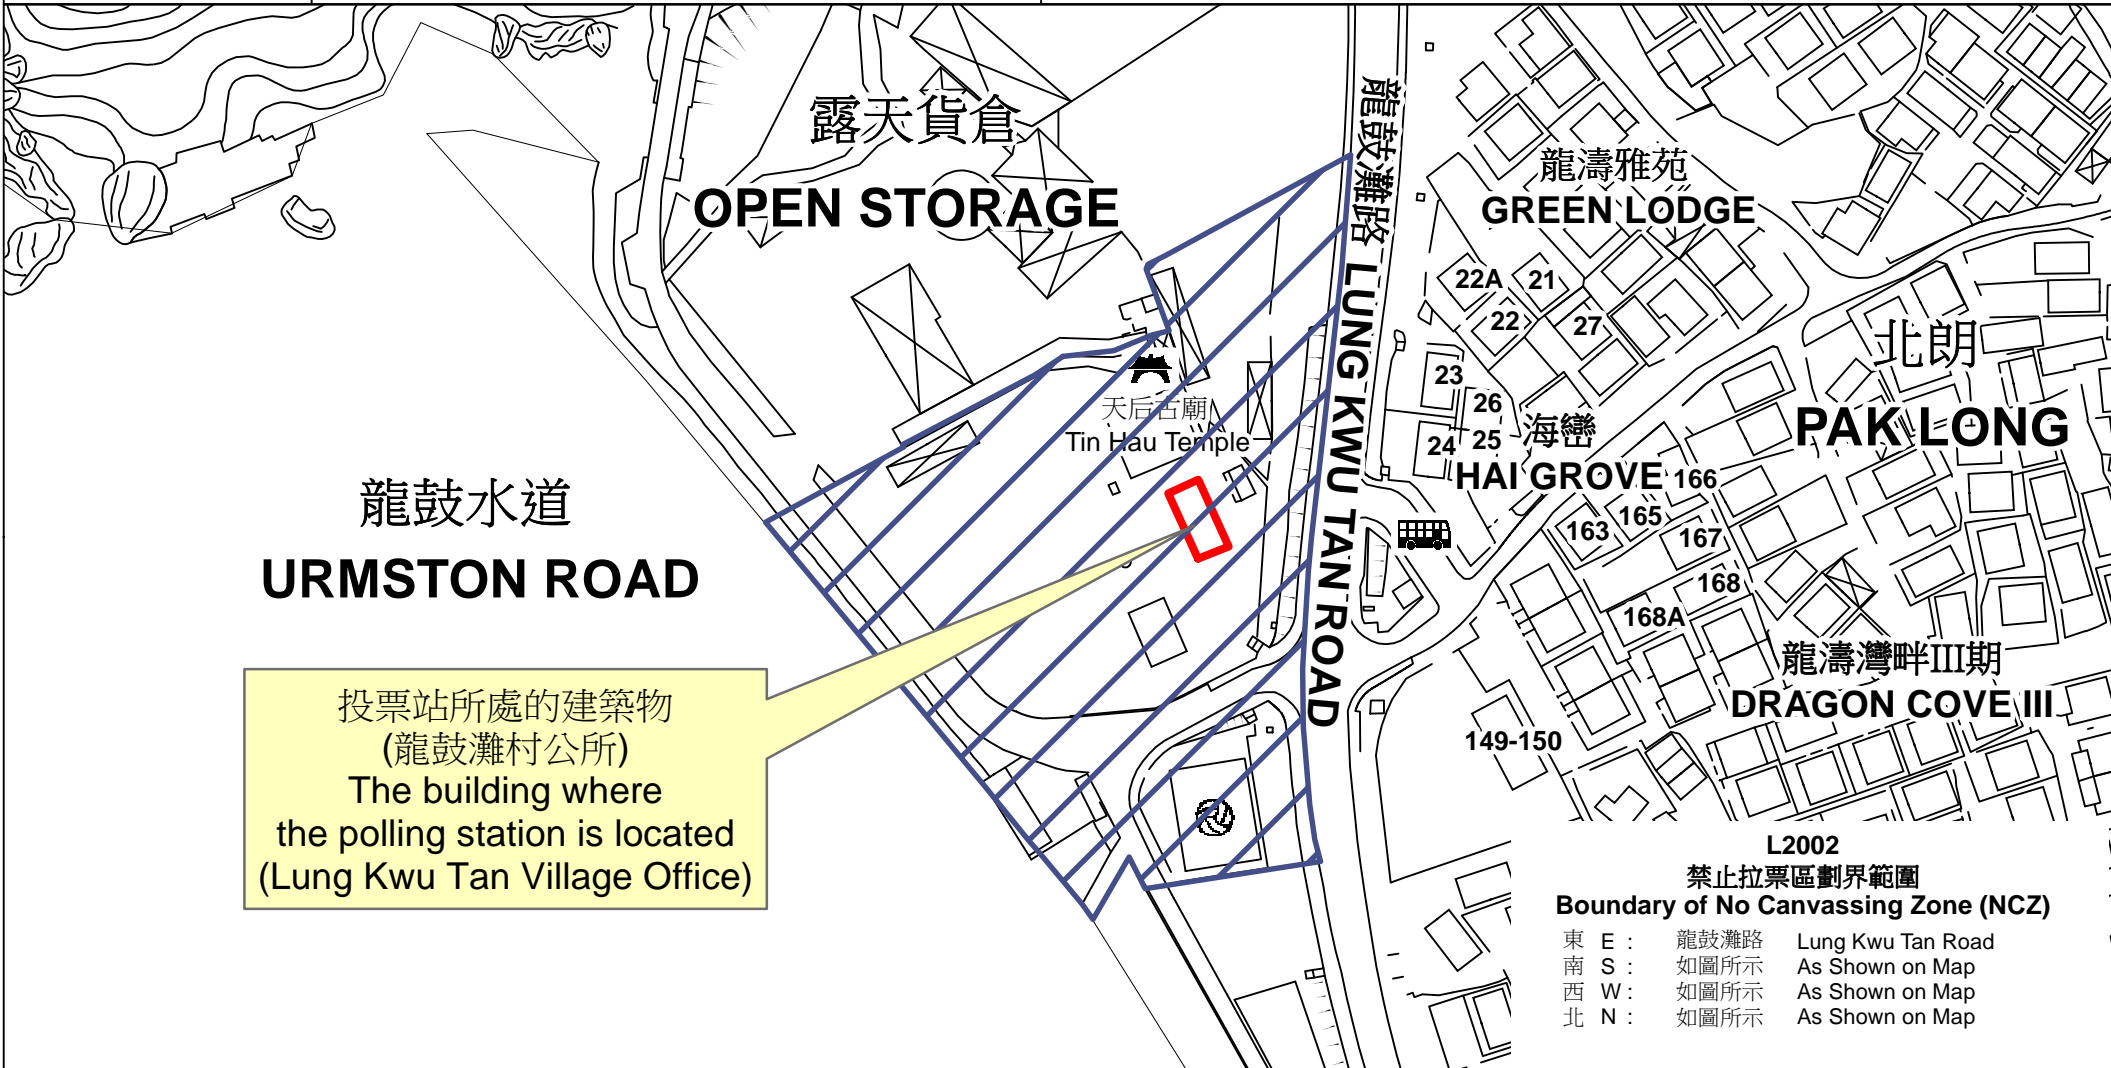 露天貨倉
OPEN STORAGE
龍鼓灘路 LUNG KWU TAN ROAD
龍濤雅苑
GREEN LODGE
22A
21
22
27
23
26
24
25
海巒
HAI GROVE
北朗
PAK LONG
166
163
165
167
168
168A
149-150
龍濤灣畔III期
DRAGON COVE III
天后古廟
Tin Hau Temple
龍鼓水道
URMSTON ROAD
投票站所處的建築物
(龍鼓灘村公所)
The building where
the polling station is located
(Lung Kwu Tan Village Office)
L2002
禁止拉票區劃界範圍
Boundary of No Canvassing Zone (NCZ)
東 E : 龍鼓灘路 Lung Kwu Tan Road
南 S : 如圖所示 As Shown on Map
西 W : 如圖所示 As Shown on Map
北 N : 如圖所示 As Shown on Map